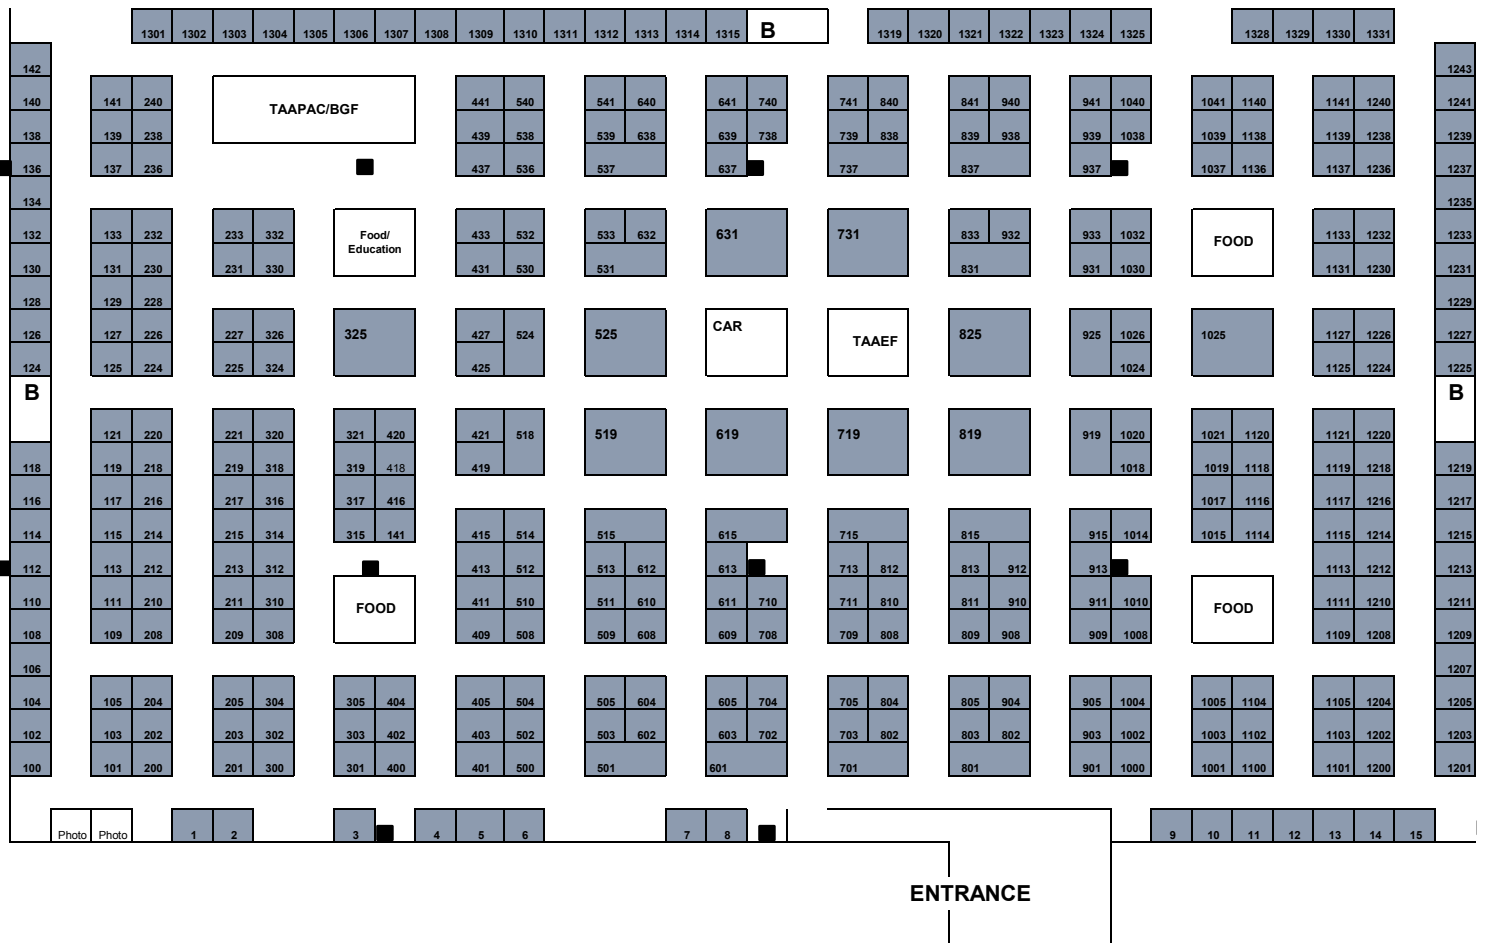 1301 1302 1303 1304 1305 1306 1307 1308 1309 1310 1311 1312 1313 1314 1315 B 1319 1320 1321 1322 1323 1324 1325 1328 1329 1330 1331
142 1243
140 141 240 TAAPAC/BGF 441 540 541 640 641 740 741 840 841 940 941 1040 1041 1140 1141 1240 1241
138 139 238 439 538 539 638 639 738 739 838 839 938 939 1038 1039 1138 1139 1238 1239
136 137 236 437 536 537 637 737 837 937 1037 1136 1137 1236 1237
134 1235
132 133 232 233 332 Food/ 433 532 533 632 631 731 833 932 933 1032 FOOD 1133 1232 1233
Education
130 131 230 231 330 431 530 531 831 931 1030 1131 1230 1231
128 129 228 1229
126 127 226 227 326 325 427 524 525 CAR TAAEF 825 925 1026 1025 1127 1226 1227
124 125 224 225 324 425 1024 1125 1224 1225
B B
121 220 221 320 321 420 421 518 519 619 719 819 919 1020 1021 1120 1121 1220
118 119 218 219 318 319 418 419 1018 1019 1118 1119 1218 1219
116 117 216 217 316 317 416 1017 1116 1117 1216 1217
114 115 214 215 314 315 141 415 514 515 615 715 815 915 1014 1015 1114 1115 1214 1215
112 113 212 213 312 413 512 513 612 613 713 812 813 912 913 1113 1212 1213
110 111 210 211 310 FOOD 411 510 511 610 611 710 711 810 811 910 911 1010 FOOD 1111 1210 1211
108 109 208 209 308 409 508 509 608 609 708 709 808 809 908 909 1008 1109 1208 1209
106 1207
104 105 204 205 304 305 404 405 504 505 604 605 704 705 804 805 904 905 1004 1005 1104 1105 1204 1205
102 103 202 203 302 303 402 403 502 503 602 603 702 703 802 803 802 903 1002 1003 1102 1103 1202 1203
100 101 200 201 300 301 400 401 500 501 601 701 801 901 1000 1001 1100 1101 1200 1201
Photo Photo 1 2 3 4 5 6 7 8 9 10 11 12 13 14 15
ENTRANCE